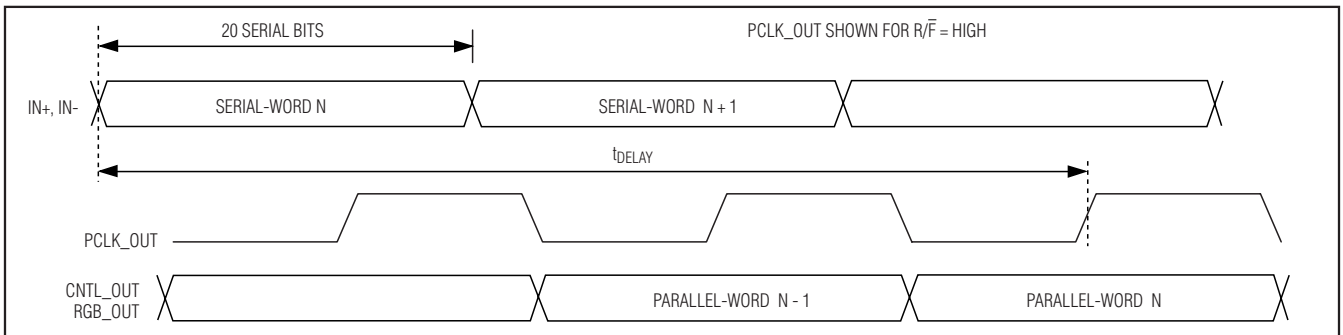 20 SERIAL BITS
PCLK_OUT SHOWN FOR R/F̅ = HIGH
IN+, IN-
SERIAL-WORD N
SERIAL-WORD N + 1
tDELAY
PCLK_OUT
CNTL_OUT
RGB_OUT
PARALLEL-WORD N - 1
PARALLEL-WORD N